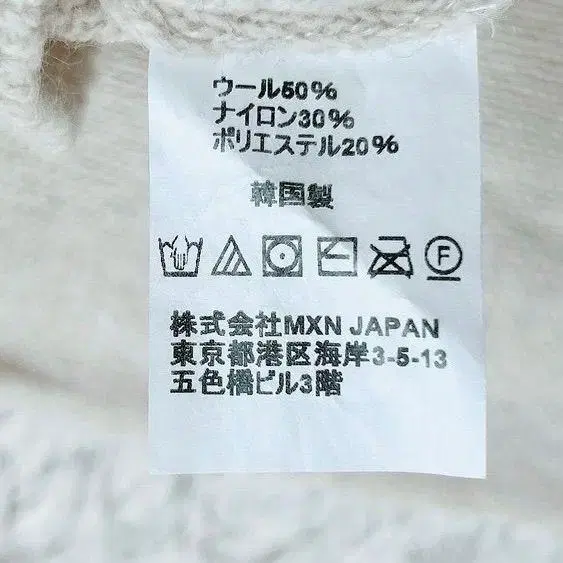 ウール50%
ナイロン30%
ポリエステル20%
韓国製
F
株式会社MXN JAPAN
東京都港区海岸3-5-13
五色橋ビル3階